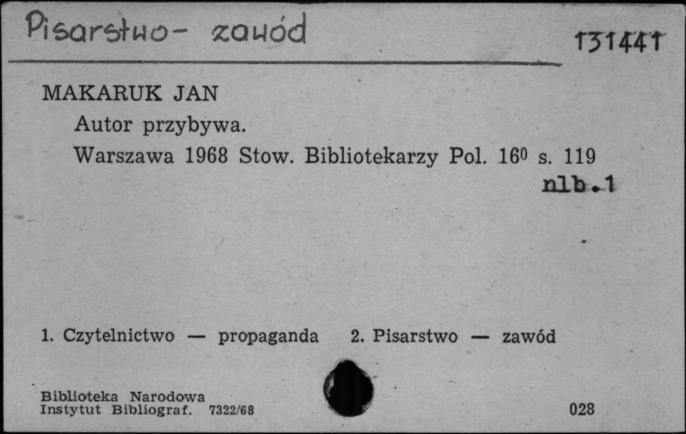 Pisarstwo- zawód
131441
MAKARUK JAN
Autor przybywa.
Warszawa 1968 Stow. Bibliotekarzy Pol. 16⁰ s. 119
nlb.1
1. Czytelnictwo — propaganda 2. Pisarstwo — zawód
Biblioteka Narodowa
Instytut Bibliograf. 7322/68
028